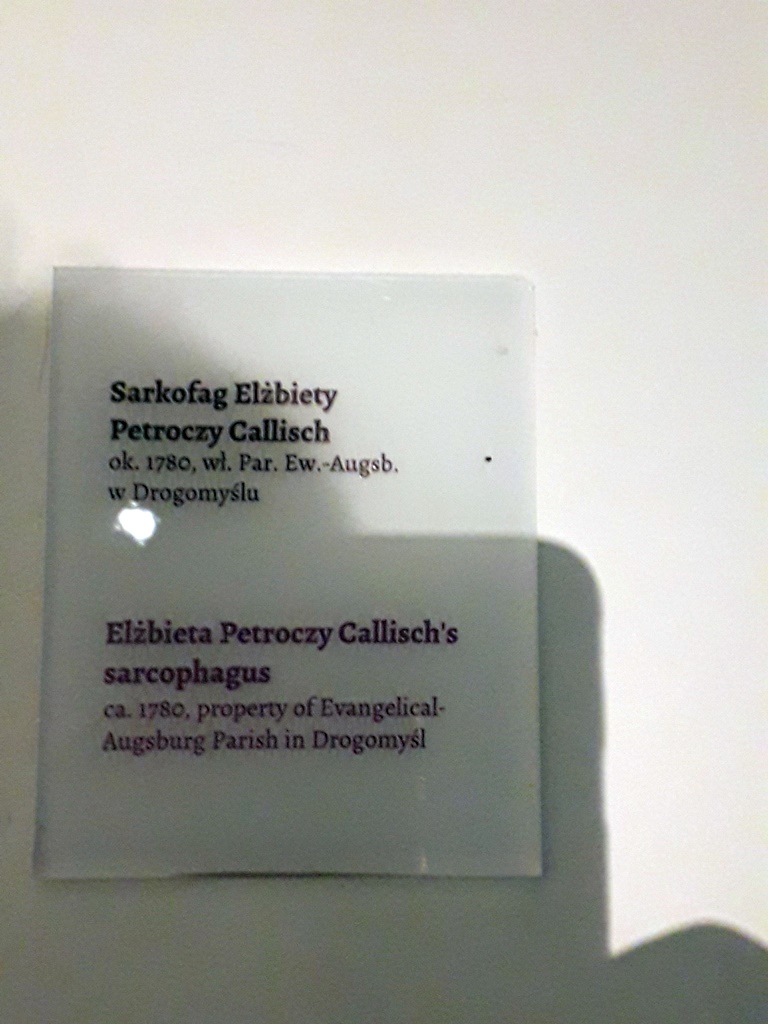 Sarkofag Elżbiety
Petroczy Callisch
ok. 1780, wł. Par. Ew.-Augsb.
w Drogomyślu
Elżbieta Petroczy Callisch's
sarcophagus
ca. 1780, property of Evangelical-
Augsburg Parish in Drogomyśl